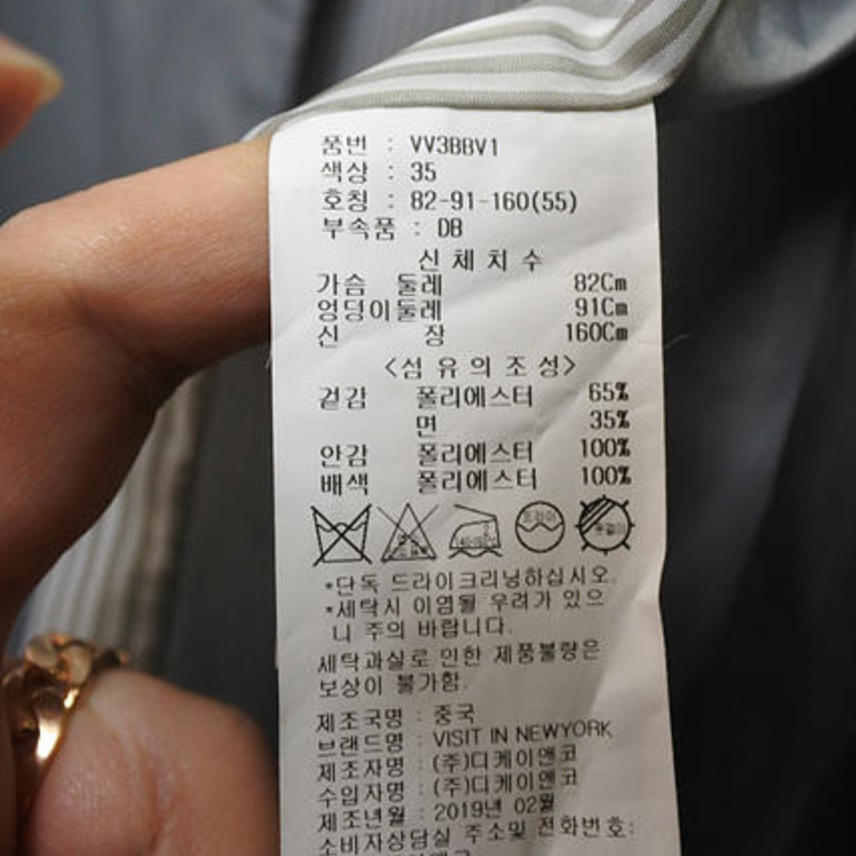 품번 : VV3BBV1
색상 : 35
호칭 : 82-91-160(55)
부속품 : DB
신체치수
가슴 둘레 82Cm
엉덩이둘레 91Cm
신 장 160Cm
<섬유의조성>
겉감 폴리에스터 65%
면 35%
안감 폴리에스터 100%
배색 폴리에스터 100%
드라이 옷걸이
*단독 드라이크리닝하십시오.
*세탁시 이염될 우려가 있으
니 주의 바랍니다.
세탁과실로 인한 제품불량은
보상이 불가함.
제조국명 : 중국
브랜드명 : VISIT IN NEWYORK
제조자명 : (주)디케이앤코
수입자명 : (주)디케이앤코
제조년월 : 2019년 02월
소비자상담실 주소및 전화번호: